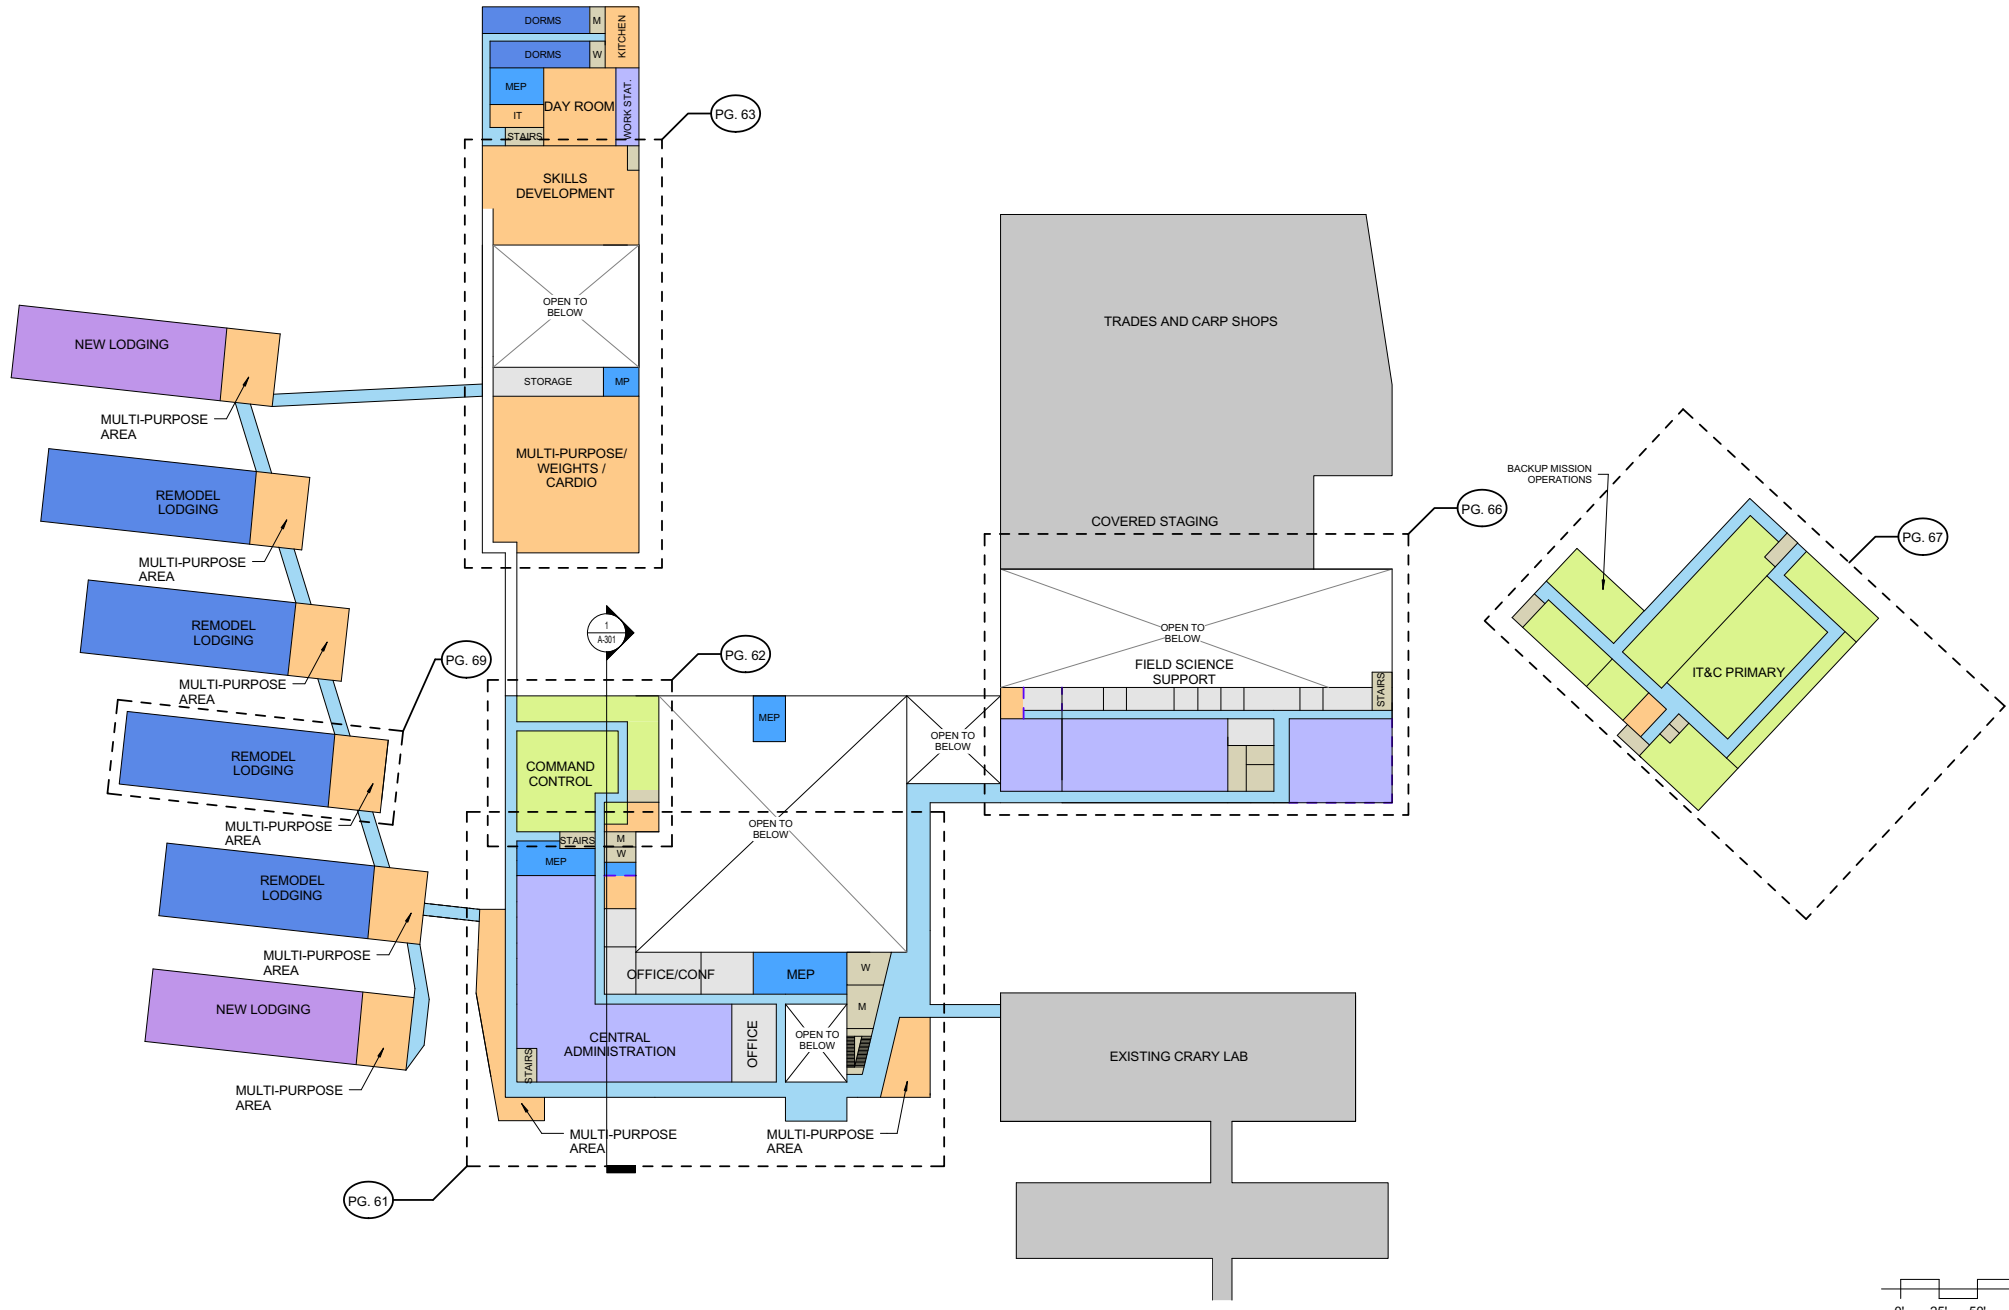 DORMS
M
KITCHEN
DORMS
W
MEP
DAY ROOM
WORK STAT.
IT
STAIRS
PG. 63
SKILLS
DEVELOPMENT
OPEN TO
BELOW
STORAGE
MP
MULTI-PURPOSE/
WEIGHTS /
CARDIO
NEW LODGING
MULTI-PURPOSE
AREA
REMODEL
LODGING
MULTI-PURPOSE
AREA
REMODEL
LODGING
MULTI-PURPOSE
AREA
PG. 69
REMODEL
LODGING
MULTI-PURPOSE
AREA
REMODEL
LODGING
MULTI-PURPOSE
AREA
NEW LODGING
MULTI-PURPOSE
AREA
1
A-301
PG. 62
COMMAND
CONTROL
STAIRS
M
W
MEP
MEP
OPEN TO
BELOW
OPEN TO
BELOW
OFFICE/CONF
MEP
W
M
CENTRAL
ADMINISTRATION
OFFICE
OPEN TO
BELOW
STAIRS
MULTI-PURPOSE
AREA
MULTI-PURPOSE
AREA
PG. 61
TRADES AND CARP SHOPS
COVERED STAGING
PG. 66
OPEN TO
BELOW
FIELD SCIENCE
SUPPORT
STAIRS
EXISTING CRARY LAB
BACKUP MISSION
OPERATIONS
PG. 67
IT&C PRIMARY